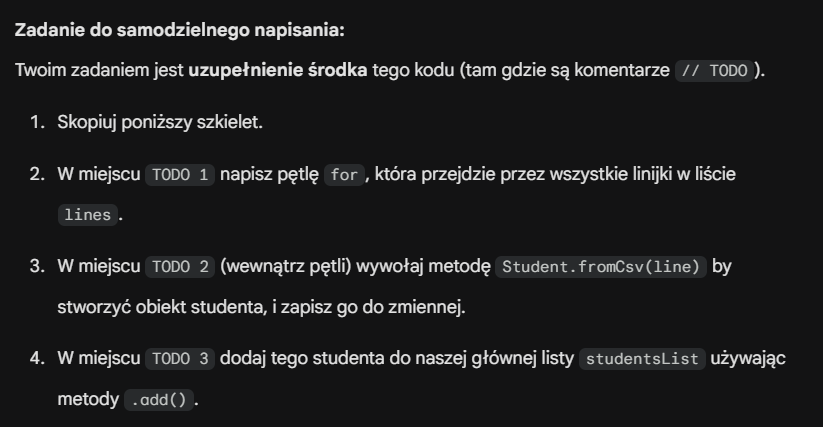 Zadanie do samodzielnego napisania:
Twoim zadaniem jest uzupełnienie środka tego kodu (tam gdzie są komentarze // TODO).
1. Skopiuj poniższy szkielet.
2. W miejscu TODO 1 napisz pętlę for, która przejdzie przez wszystkie linijki w liście
lines.
3. W miejscu TODO 2 (wewnątrz pętli) wywołaj metodę Student.fromCsv(line) by
stworzyć obiekt studenta, i zapisz go do zmiennej.
4. W miejscu TODO 3 dodaj tego studenta do naszej głównej listy studentsList używając
metody .add().